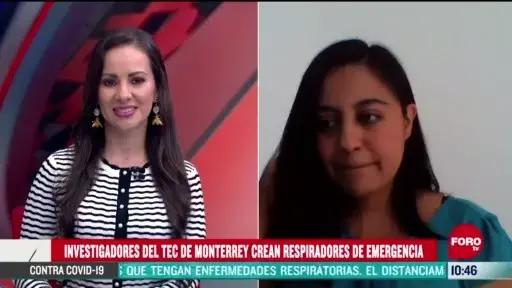 INVESTIGADORES DEL TEC DE MONTERREY CREAN RESPIRADORES DE EMERGENCIA
FORO
tv
CONTRA COVID-19
S QUE TENGAN ENFERMEDADES RESPIRATORIAS. EL DISTANCIAM
10:46